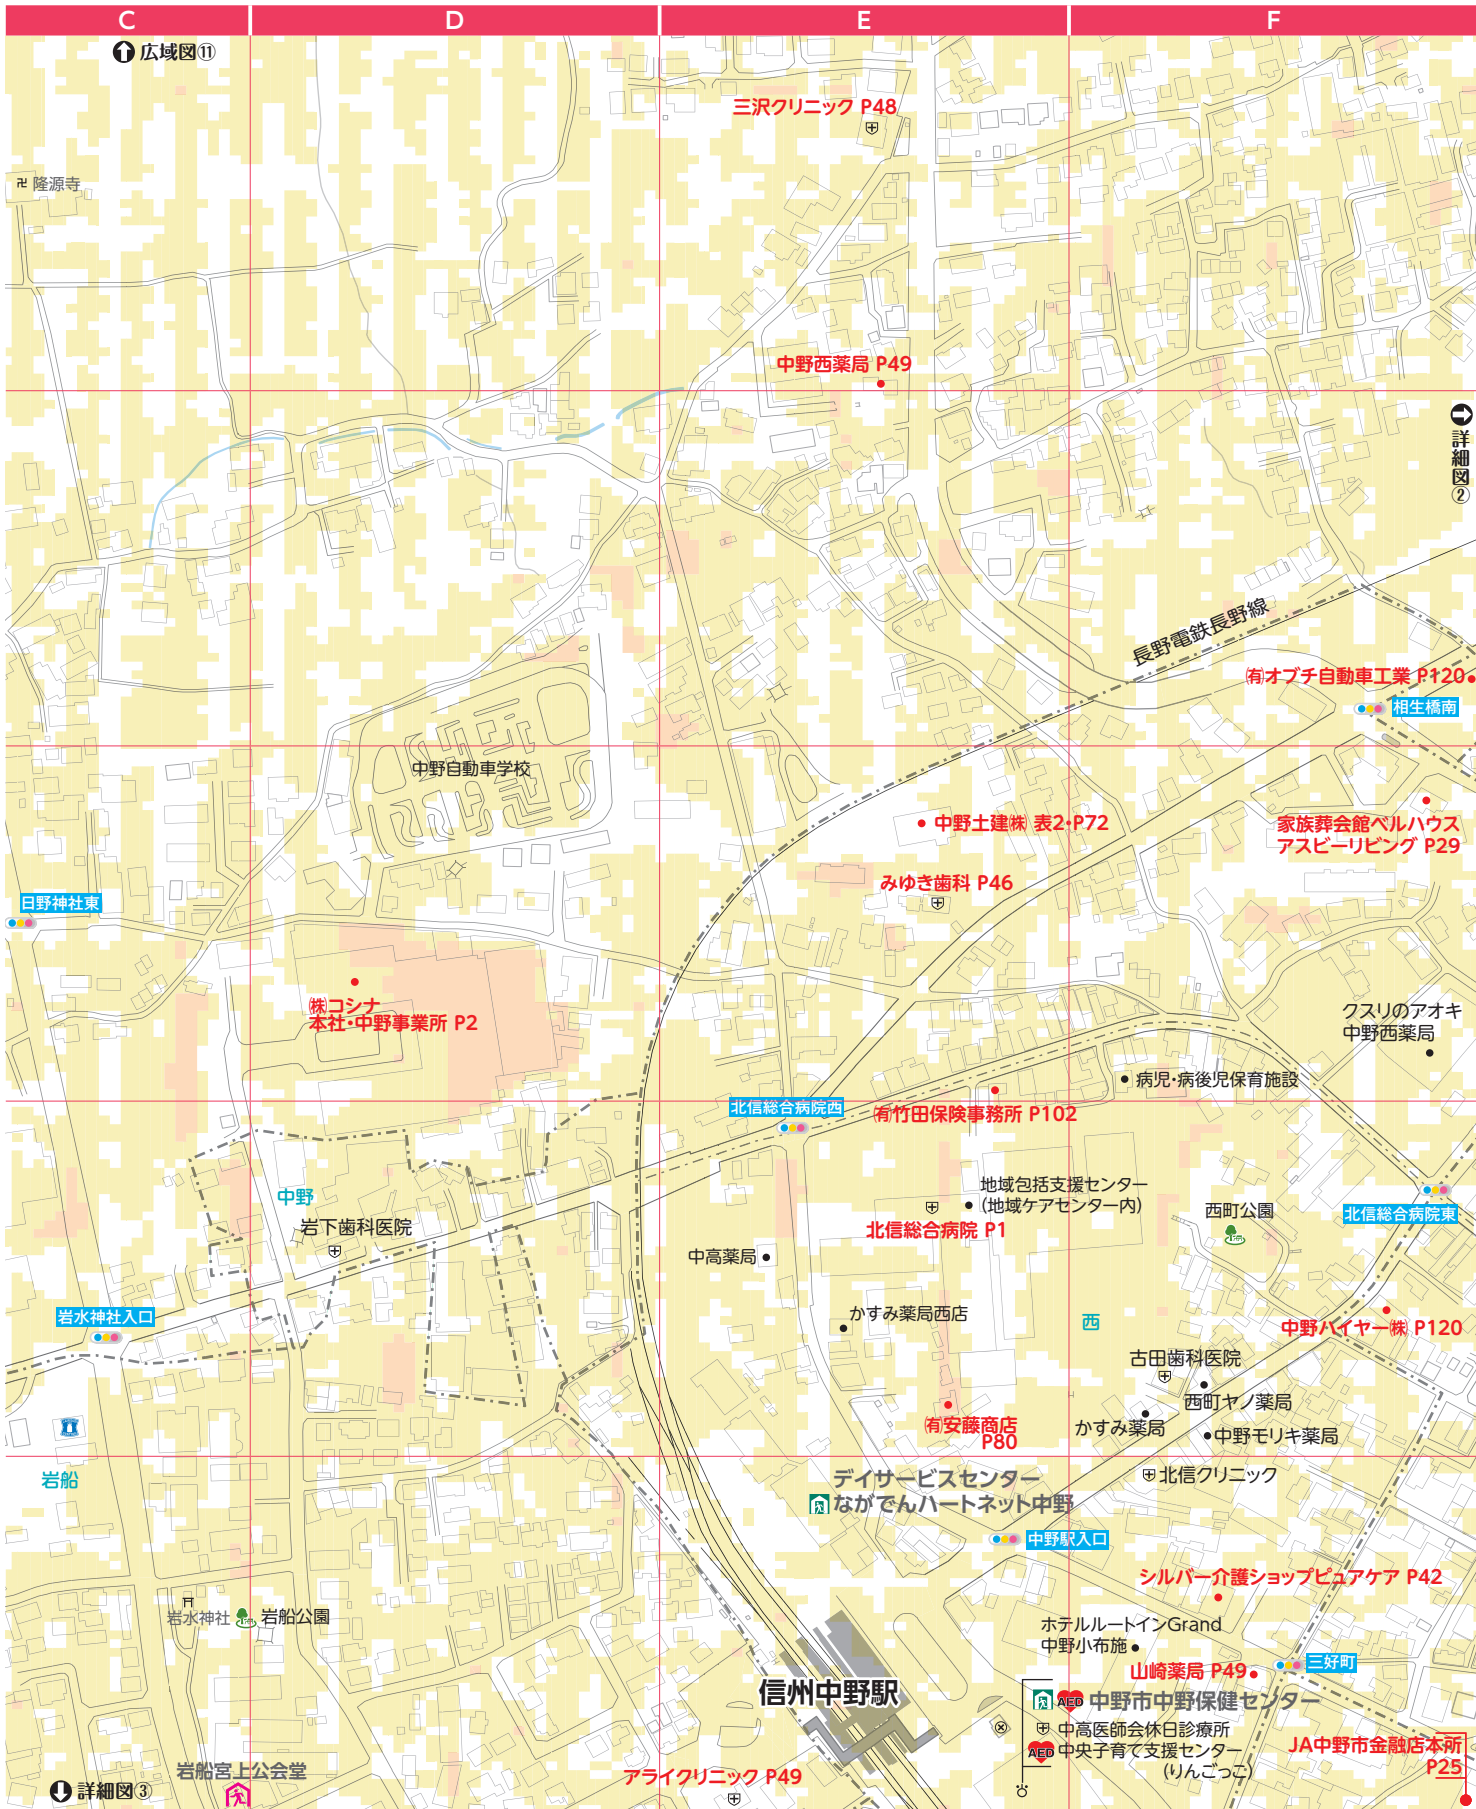 C
D
E
F
広域図⑪
三沢クリニック P48
隆源寺
中野西薬局 P49
詳細図②
長野電鉄長野線
㈲オブチ自動車工業 P120
相生橋南
中野自動車学校
中野土建㈱ 表2・P72
家族葬会館ベルハウス
アスピーリビング P29
みゆき歯科 P46
日野神社東
㈱コシナ
本社・中野事業所 P2
クスリのアオキ
中野西薬局
病児・病後児保育施設
北信総合病院西
㈲竹田保険事務所 P102
中野
地域包括支援センター
(地域ケアセンター内)
西町公園
北信総合病院東
岩下歯科医院
北信総合病院 P1
中高薬局
岩水神社入口
かすみ薬局西店
西
中野ハイヤー㈱ P120
古田歯科医院
西町ヤノ薬局
かすみ薬局
中野モリキ薬局
㈲安藤商店
P80
岩船
デイサービスセンター
ながでんハートネット中野
北信クリニック
中野駅入口
シルバー介護ショップピュアケア P42
岩水神社
岩船公園
ホテルルートインGrand
中野小布施
山崎薬局 P49
三好町
信州中野駅
AED 中野市中野保健センター
中高医師会休日診療所
AED 中央子育て支援センター
(りんごっこ)
JA中野市金融店本所
P25
岩船宮上公会堂
アライクリニック P49
詳細図③